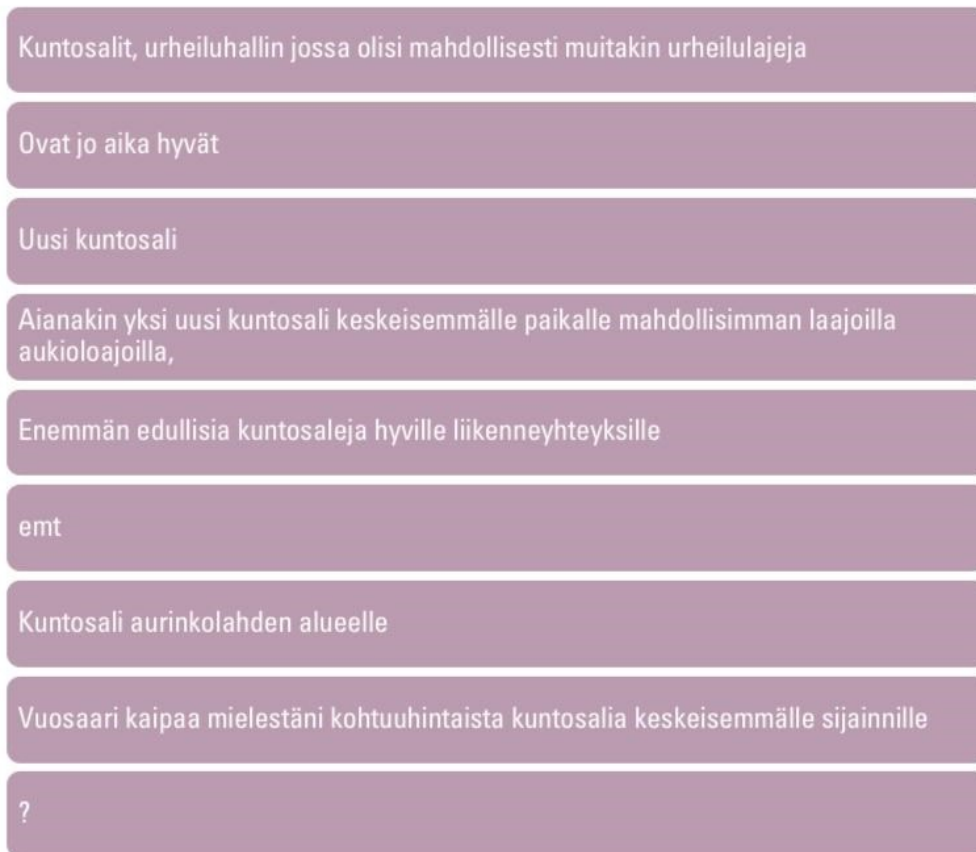 Kuntosalit, urheiluhallin jossa olisi mahdollisesti muitakin urheilulajeja
Ovat jo aika hyvät
Uusi kuntosali
Aianakin yksi uusi kuntosali keskeisemmälle paikalle mahdollisimman laajoilla
aukioloajoilla,
Enemmän edullisia kuntosaleja hyville liikenneyhteyksille
emt
Kuntosali aurinkolahden alueelle
Vuosaari kaipaa mielestäni kohtuuhintaista kuntosalia keskeisemmälle sijainnille
?